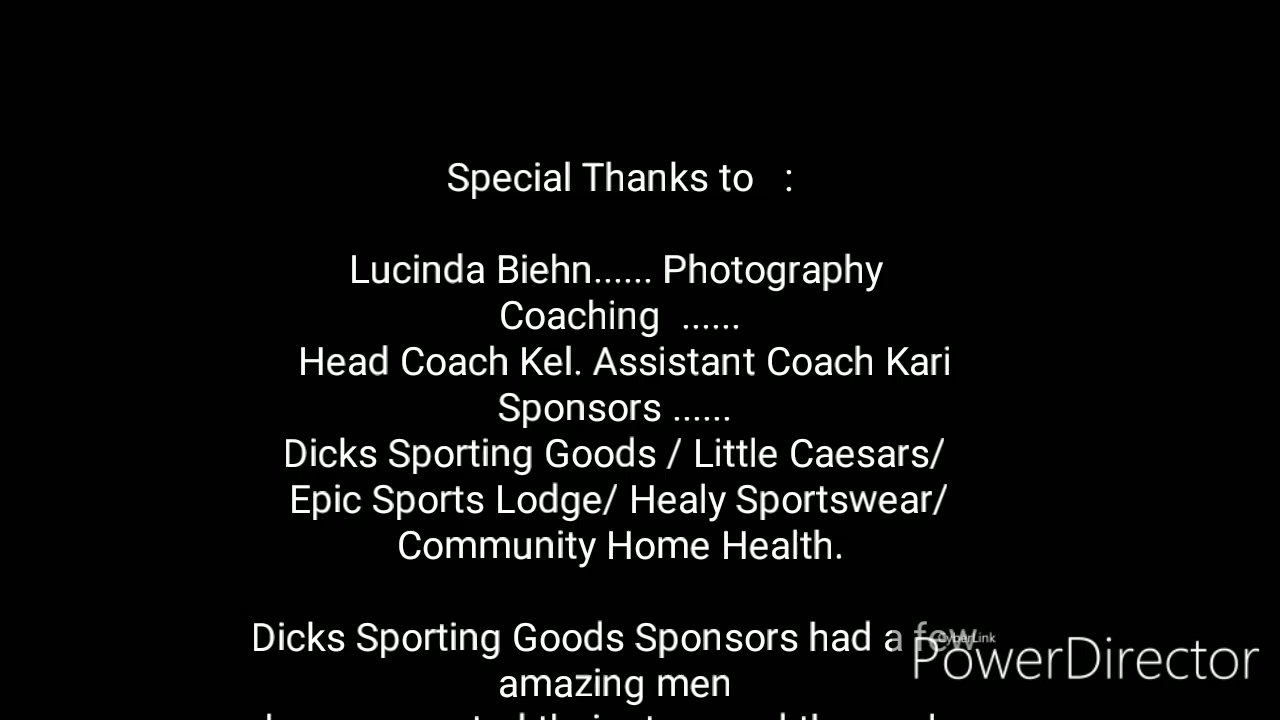 Special Thanks to   :
Lucinda Biehn...... Photography
Coaching  ......
Head Coach Kel. Assistant Coach Kari
Sponsors ......
Dicks Sporting Goods / Little Caesars/
Epic Sports Lodge/ Healy Sportswear/
Community Home Health.
Dicks Sporting Goods Sponsors had a few
amazing men
CyberLink
PowerDirector